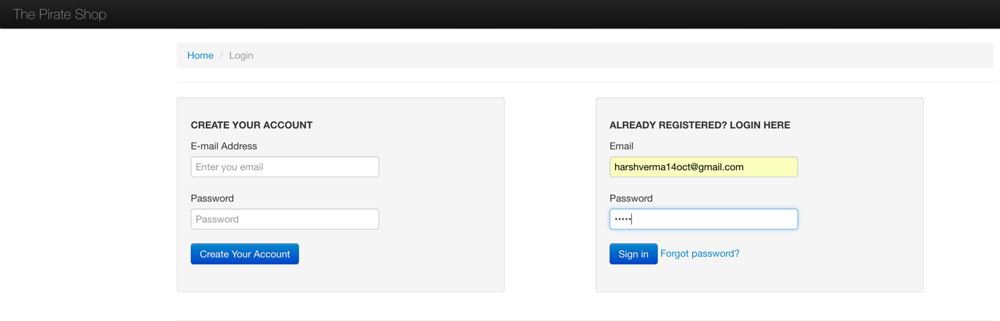 The Pirate Shop
Home / Login
CREATE YOUR ACCOUNT
E-mail Address
Enter you email
Password
Password
Create Your Account
ALREADY REGISTERED? LOGIN HERE
Email
harshverma14oct@gmail.com
Password
•••••
Sign in Forgot password?